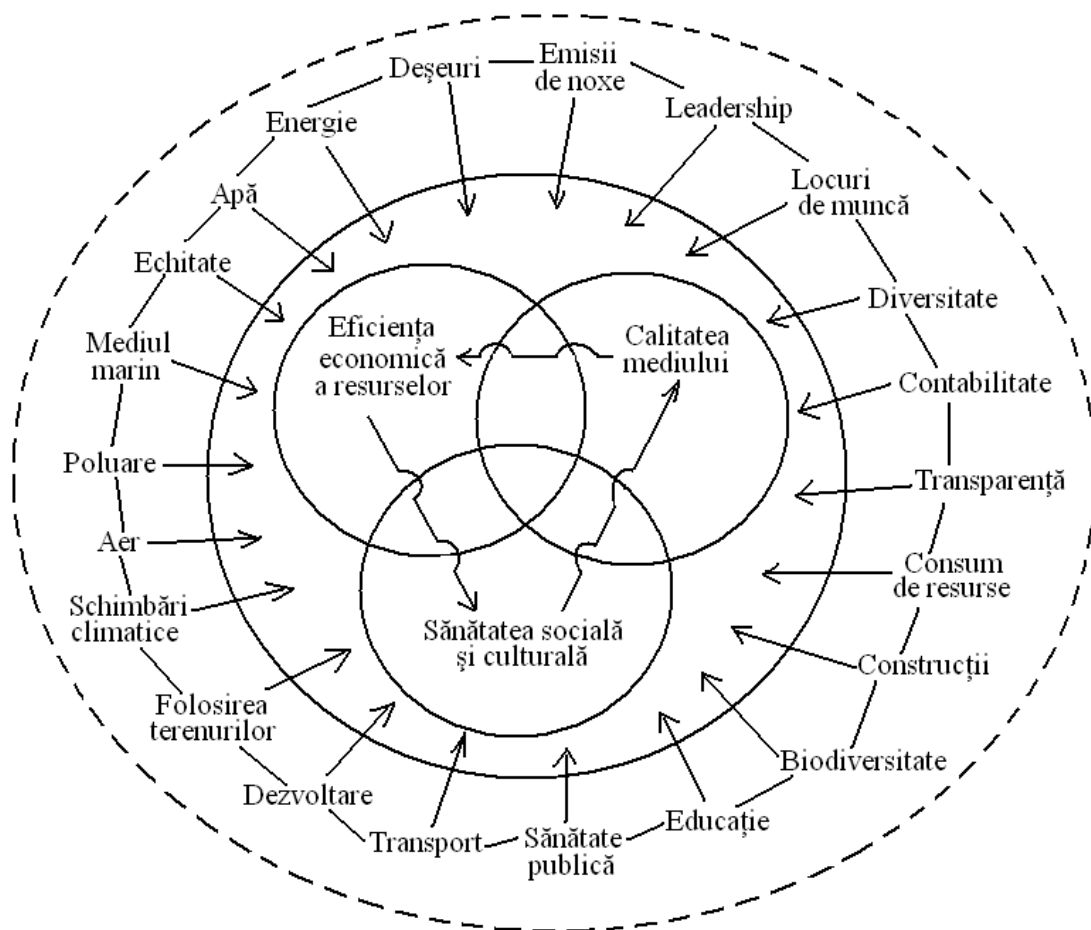 Deşeuri
Emisii
de noxe
Leadership
Locuri
de muncă
Diversitate
Contabilitate
Transparență
Consum
de resurse
Construcții
Biodiversitate
Educație
Sănătate
publică
Transport
Dezvoltare
Folosirea
terenurilor
Schimbări
climatice
Aer
Poluare
Mediul
marin
Echitate
Apă
Energie
Eficiența
economică
a resurselor
Calitatea
mediului
Sănătatea socială
şi culturală